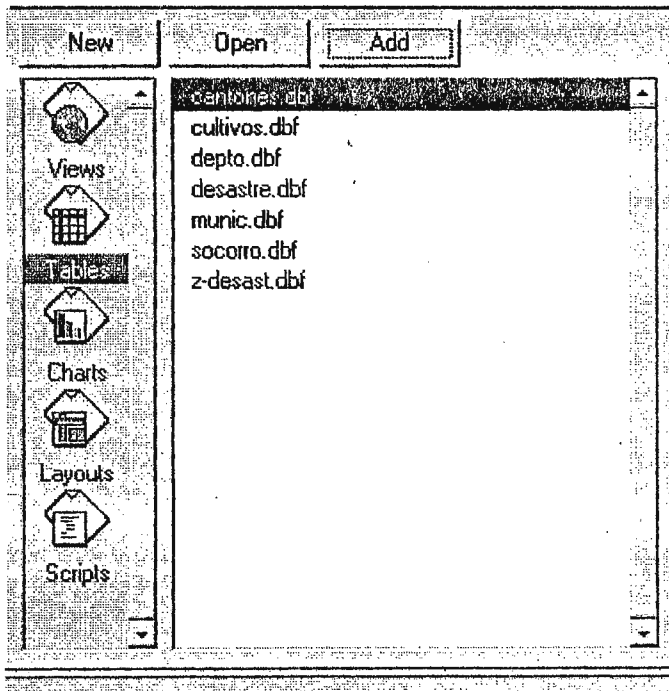 New Open Add
cantones.dbf
cultivos.dbf
depto.dbf
desastre.dbf
munic.dbf
socorro.dbf
z-desast.dbf
Views
Tables
Charts
Layouts
Scripts